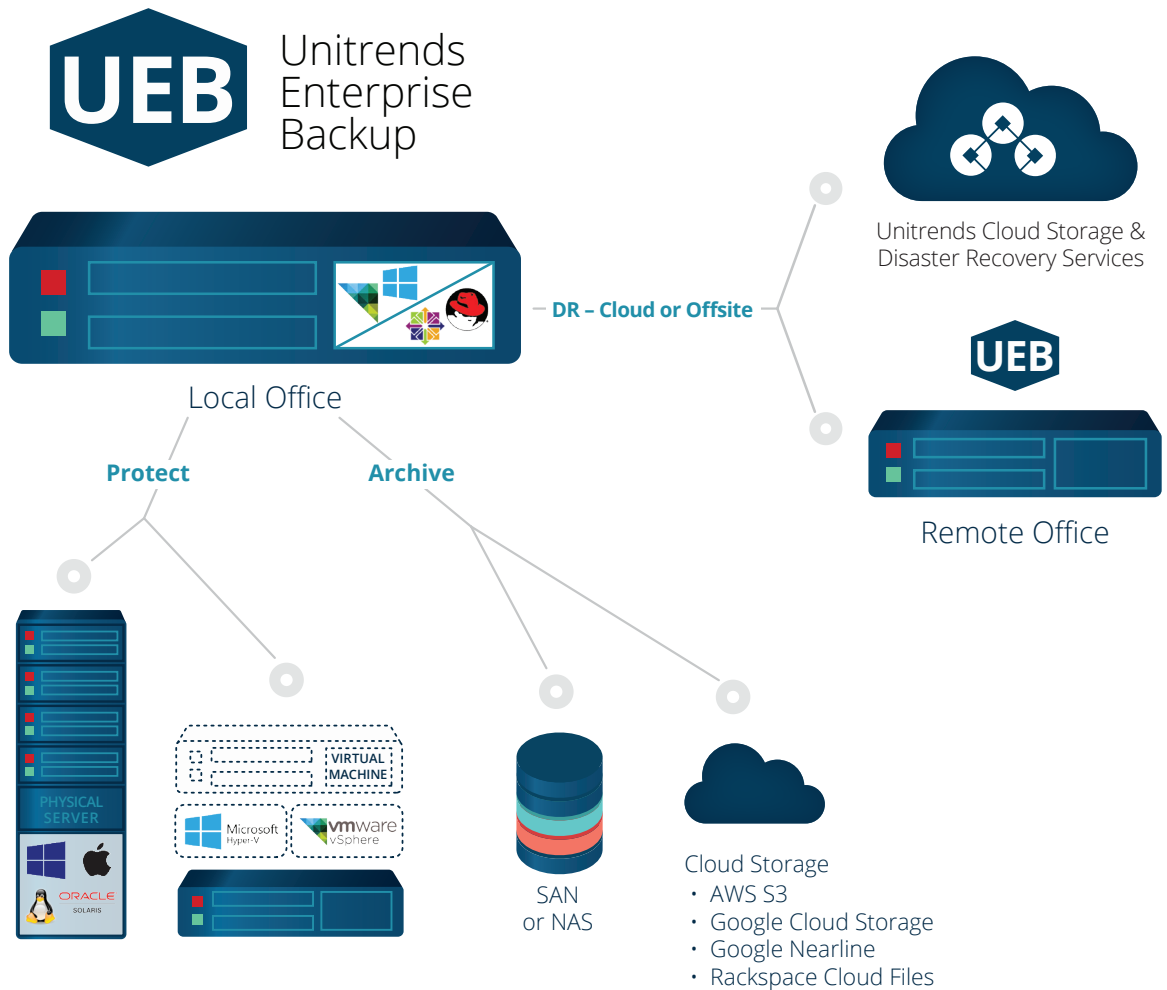 UEB
Unitrends
Enterprise
Backup
Unitrends Cloud Storage &
Disaster Recovery Services
DR – Cloud or Offsite
UEB
Local Office
Remote Office
Protect
Archive
PHYSICAL
SERVER
ORACLE
SOLARIS
VIRTUAL
MACHINE
Microsoft
Hyper-V
vmware
vSphere
SAN
or NAS
Cloud Storage
• AWS S3
• Google Cloud Storage
• Google Nearline
• Rackspace Cloud Files